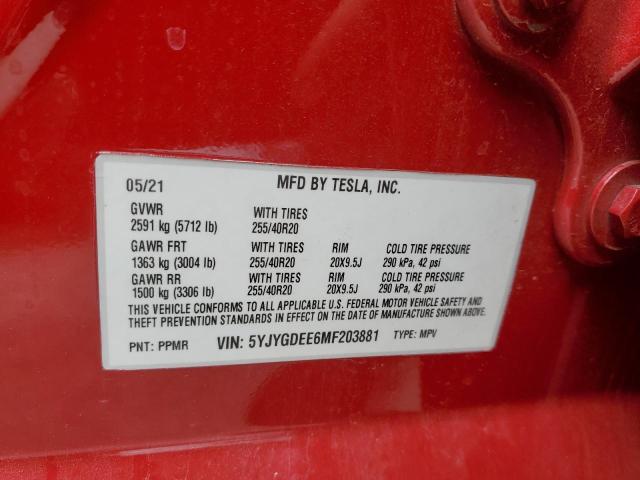 05/21 MFD BY TESLA, INC.
GVWR WITH TIRES
2591 kg (5712 lb) 255/40R20
GAWR FRT WITH TIRES RIM COLD TIRE PRESSURE
1363 kg (3004 lb) 255/40R20 20X9.5J 290 kPa, 42 psi
GAWR RR WITH TIRES RIM COLD TIRE PRESSURE
1500 kg (3306 lb) 255/40R20 20X9.5J 290 kPa, 42 psi
THIS VEHICLE CONFORMS TO ALL APPLICABLE U.S. FEDERAL MOTOR VEHICLE SAFETY AND
THEFT PREVENTION STANDARDS IN EFFECT ON THE DATE OF MANUFACTURE SHOWN ABOVE.
PNT: PPMR VIN: 5YJYGDEE6MF203881 TYPE: MPV